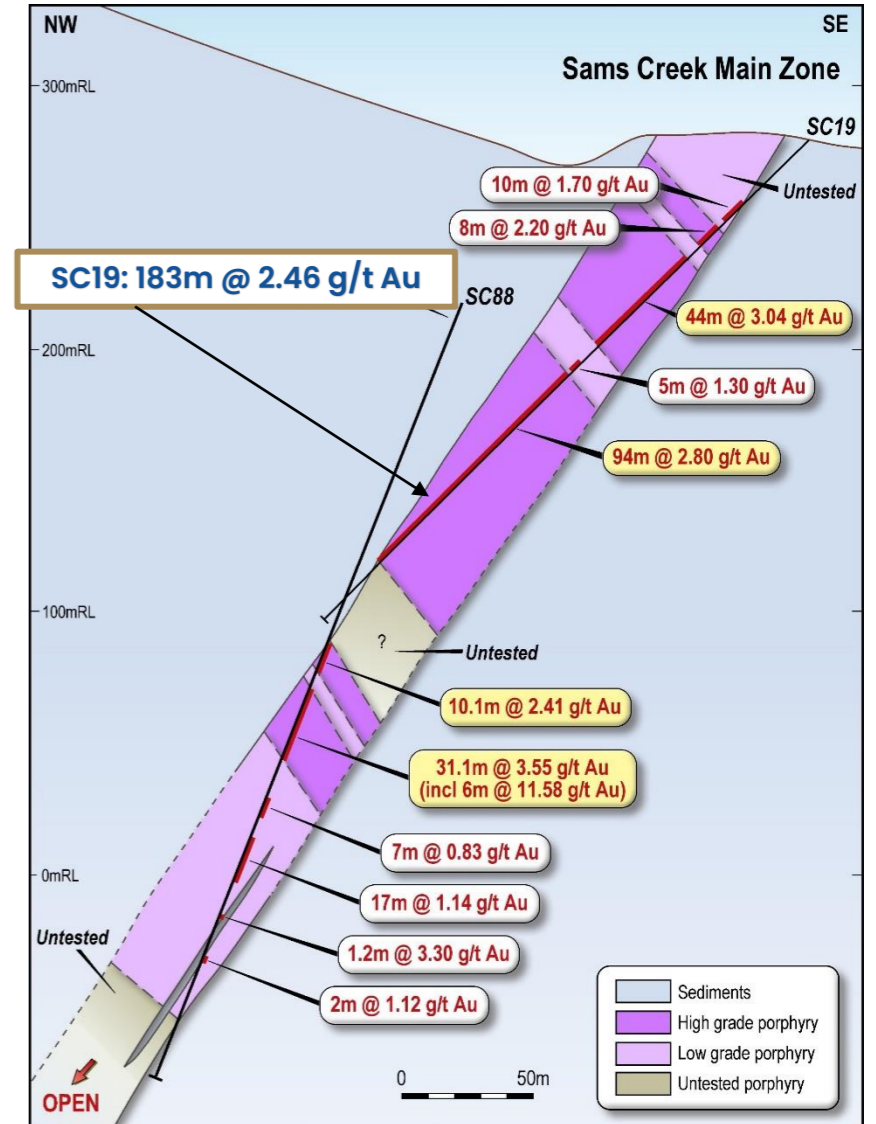 NW
SE
Sams Creek Main Zone
300mRL
SC19
10m @ 1.70 g/t Au
Untested
8m @ 2.20 g/t Au
SC19: 183m @ 2.46 g/t Au
SC88
44m @ 3.04 g/t Au
200mRL
5m @ 1.30 g/t Au
94m @ 2.80 g/t Au
100mRL
?
Untested
10.1m @ 2.41 g/t Au
31.1m @ 3.55 g/t Au
(incl 6m @ 11.58 g/t Au)
7m @ 0.83 g/t Au
0mRL
17m @ 1.14 g/t Au
Untested
1.2m @ 3.30 g/t Au
2m @ 1.12 g/t Au
Sediments
High grade porphyry
Low grade porphyry
Untested porphyry
0
50m
OPEN